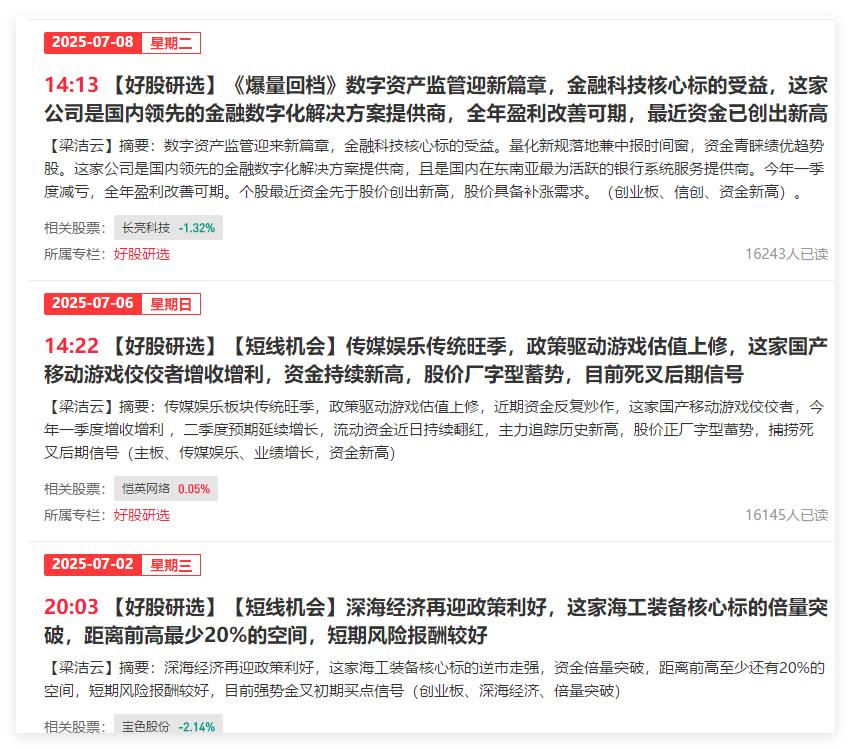 2025-07-08 星期二
14:13 【好股研选】《爆量回档》数字资产监管迎新篇章，金融科技核心标的受益，这家
公司是国内领先的金融数字化解决方案提供商，全年盈利改善可期，最近资金已创出新高
【梁洁云】摘要：数字资产监管迎来新篇章，金融科技核心标的受益。量化新规落地兼中报时间窗，资金青睐绩优趋势
股。这家公司是国内领先的金融数字化解决方案提供商，且是国内在东南亚最为活跃的银行系统服务提供商。今年一季
度减亏，全年盈利改善可期。个股最近资金先于股价创出新高，股价具备补涨需求。（创业板、信创、资金新高）。
相关股票： 长亮科技 -1.32%
所属专栏：好股研选 16243人已读
2025-07-06 星期日
14:22 【好股研选】【短线机会】传媒娱乐传统旺季，政策驱动游戏估值上修，这家国产
移动游戏佼佼者增收增利，资金持续新高，股价厂字型蓄势，目前死叉后期信号
【梁洁云】摘要：传媒娱乐板块传统旺季，政策驱动游戏估值上修，近期资金反复炒作，这家国产移动游戏佼佼者，今
年一季度增收增利 ，二季度预期延续增长，流动资金近日持续翻红，主力追踪历史新高，股价正厂字型蓄势，捕捞死
叉后期信号（主板、传媒娱乐、业绩增长，资金新高）
相关股票： 恺英网络 0.05%
所属专栏：好股研选 16145人已读
2025-07-02 星期三
20:03 【好股研选】【短线机会】深海经济再迎政策利好，这家海工装备核心标的倍量突
破，距离前高最少20%的空间，短期风险报酬较好
【梁洁云】摘要：深海经济再迎政策利好，这家海工装备核心标的逆市走强，资金倍量突破，距离前高至少还有20%的
空间，短期风险报酬较好，目前强势金叉初期买点信号（创业板、深海经济、倍量突破）
相关股票： 宝色股份 -2.14%